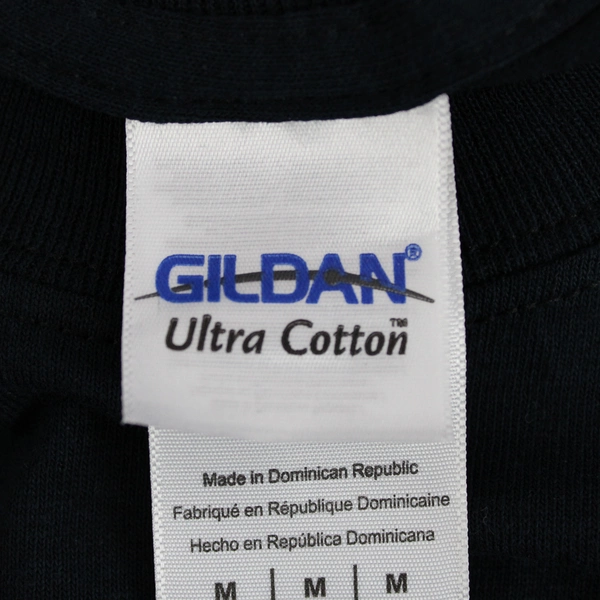 GILDAN®
Ultra Cotton™
Made in Dominican Republic
Fabriqué en République Dominicaine
Hecho en República Dominicana
M | M | M